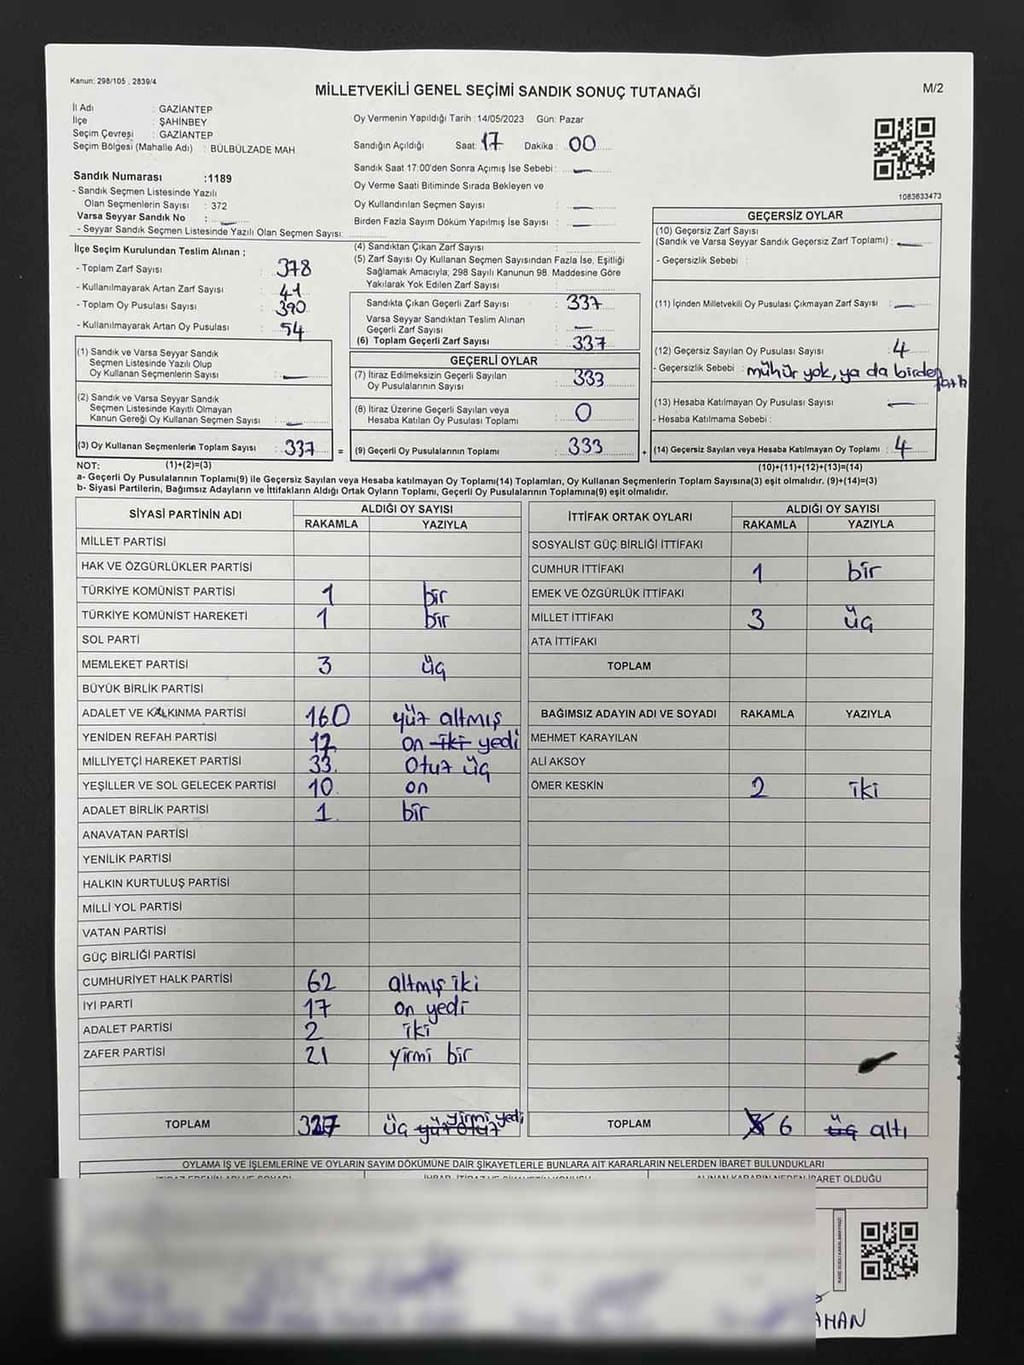 Kanun: 298/105 , 2839/4
MİLLETVEKİLİ GENEL SEÇİMİ SANDIK SONUÇ TUTANAĞI
M/2
İl Adı : GAZİANTEP
İlçe : ŞAHİNBEY
Seçim Çevresi : GAZİANTEP
Seçim Bölgesi (Mahalle Adı) : BÜLBÜLZADE MAH
Sandık Numarası :1189
- Sandık Seçmen Listesinde Yazılı
Olan Seçmenlerin Sayısı : 372
Varsa Seyyar Sandık No :
- Seyyar Sandık Seçmen Listesinde Yazılı Olan Seçmen Sayısı:
Oy Vermenin Yapıldığı Tarih : 14/05/2023 Gün: Pazar
Sandığın Açıldığı Saat: 17 Dakika : 00
Sandık Saat 17:00'den Sonra Açımış İse Sebebi :
Oy Verme Saati Bitiminde Sırada Bekleyen ve
Oy Kullandırılan Seçmen Sayısı :
Birden Fazla Sayım Döküm Yapılmış İse Sayısı :
1083633473
İlçe Seçim Kurulundan Teslim Alınan ;
- Toplam Zarf Sayısı : 378
- Kullanılmayarak Artan Zarf Sayısı : 41
- Toplam Oy Pusulası Sayısı : 390
- Kullanılmayarak Artan Oy Pusulası : 54
(1) Sandık ve Varsa Seyyar Sandık
Seçmen Listesinde Yazılı Olup
Oy Kullanan Seçmenlerin Sayısı :
(2) Sandık ve Varsa Seyyar Sandık
Seçmen Listesinde Kayıtlı Olmayan
Kanun Gereği Oy Kullanan Seçmen Sayısı :
(3) Oy Kullanan Seçmenlerin Toplam Sayısı : 337
(4) Sandıktan Çıkan Zarf Sayısı :
(5) Zarf Sayısı Oy Kullanan Seçmen Sayısından Fazla İse, Eşitliği
Sağlamak Amacıyla; 298 Sayılı Kanunun 98. Maddesine Göre
Yakılarak Yok Edilen Zarf Sayısı :
Sandıkta Çıkan Geçerli Zarf Sayısı : 337
Varsa Seyyar Sandıktan Teslim Alınan
Geçerli Zarf Sayısı :
(6) Toplam Geçerli Zarf Sayısı : 337
GEÇERLİ OYLAR
(7) İtiraz Edilmeksizin Geçerli Sayılan
Oy Pusulalarının Sayısı : 333
(8) İtiraz Üzerine Geçerli Sayılan veya
Hesaba Katılan Oy Pusulası Toplamı : 0
= (9) Geçerli Oy Pusulalarının Toplamı : 333
GEÇERSİZ OYLAR
(10) Geçersiz Zarf Sayısı
(Sandık ve Varsa Seyyar Sandık Geçersiz Zarf Toplamı) :
- Geçersizlik Sebebi :
(11) İçinden Milletvekili Oy Pusulası Çıkmayan Zarf Sayısı :
(12) Geçersiz Sayılan Oy Pusulası Sayısı : 4
- Geçersizlik Sebebi : mühür yok, ya da birden
(13) Hesaba Katılmayan Oy Pusulası Sayısı :
- Hesaba Katılmama Sebebi :
+ (14) Geçersiz Sayılan veya Hesaba Katılmayan Oy Toplamı : 4
NOT: (1)+(2)=(3)
(10)+(11)+(12)+(13)=(14)
a- Geçerli Oy Pusulalarının Toplamı(9) ile Geçersiz Sayılan veya Hesaba katılmayan Oy Toplamı(14) Toplamları, Oy Kullanan Seçmenlerin Toplam Sayısına(3) eşit olmalıdır. (9)+(14)=(3)
b- Siyasi Partilerin, Bağımsız Adayların ve İttifakların Aldığı Ortak Oyların Toplamı, Geçerli Oy Pusulalarının Toplamına(9) eşit olmalıdır.
SİYASİ PARTİNİN ADI ALDIĞI OY SAYISI
RAKAMLA YAZIYLA
MİLLET PARTİSİ
HAK VE ÖZGÜRLÜKLER PARTİSİ
TÜRKİYE KOMÜNİST PARTİSİ 1 bir
TÜRKİYE KOMÜNİST HAREKETİ 1 bir
SOL PARTİ
MEMLEKET PARTİSİ 3 üç
BÜYÜK BİRLİK PARTİSİ
ADALET VE KALKINMA PARTİSİ 160 yüz altmış
YENİDEN REFAH PARTİSİ 17 on iki yedi
MİLLİYETÇİ HAREKET PARTİSİ 33 Otuz üç
YEŞİLLER VE SOL GELECEK PARTİSİ 10 on
ADALET BİRLİK PARTİSİ 1 bir
ANAVATAN PARTİSİ
YENİLİK PARTİSİ
HALKIN KURTULUŞ PARTİSİ
MİLLİ YOL PARTİSİ
VATAN PARTİSİ
GÜÇ BİRLİĞİ PARTİSİ
CUMHURİYET HALK PARTİSİ 62 altmış iki
İYİ PARTİ 17 on yedi
ADALET PARTİSİ 2 iki
ZAFER PARTİSİ 21 yirmi bir
TOPLAM 327 üç yüz otuz yirmi yedi
İTTİFAK ORTAK OYLARI ALDIĞI OY SAYISI
RAKAMLA YAZIYLA
SOSYALİST GÜÇ BİRLİĞİ İTTİFAKI
CUMHUR İTTİFAKI 1 bir
EMEK VE ÖZGÜRLÜK İTTİFAKI
MİLLET İTTİFAKI 3 üç
ATA İTTİFAKI
TOPLAM
BAĞIMSIZ ADAYIN ADI VE SOYADI RAKAMLA YAZIYLA
MEHMET KARAYILAN
ALİ AKSOY
ÖMER KESKİN 2 iki
TOPLAM 6 üç altı
OYLAMA İŞ VE İŞLEMLERİNE VE OYLARIN SAYIM DÖKÜMÜNE DAİR ŞİKAYETLERLE BUNLARA AİT KARARLARIN NELERDEN İBARET BULUNDUKLARI